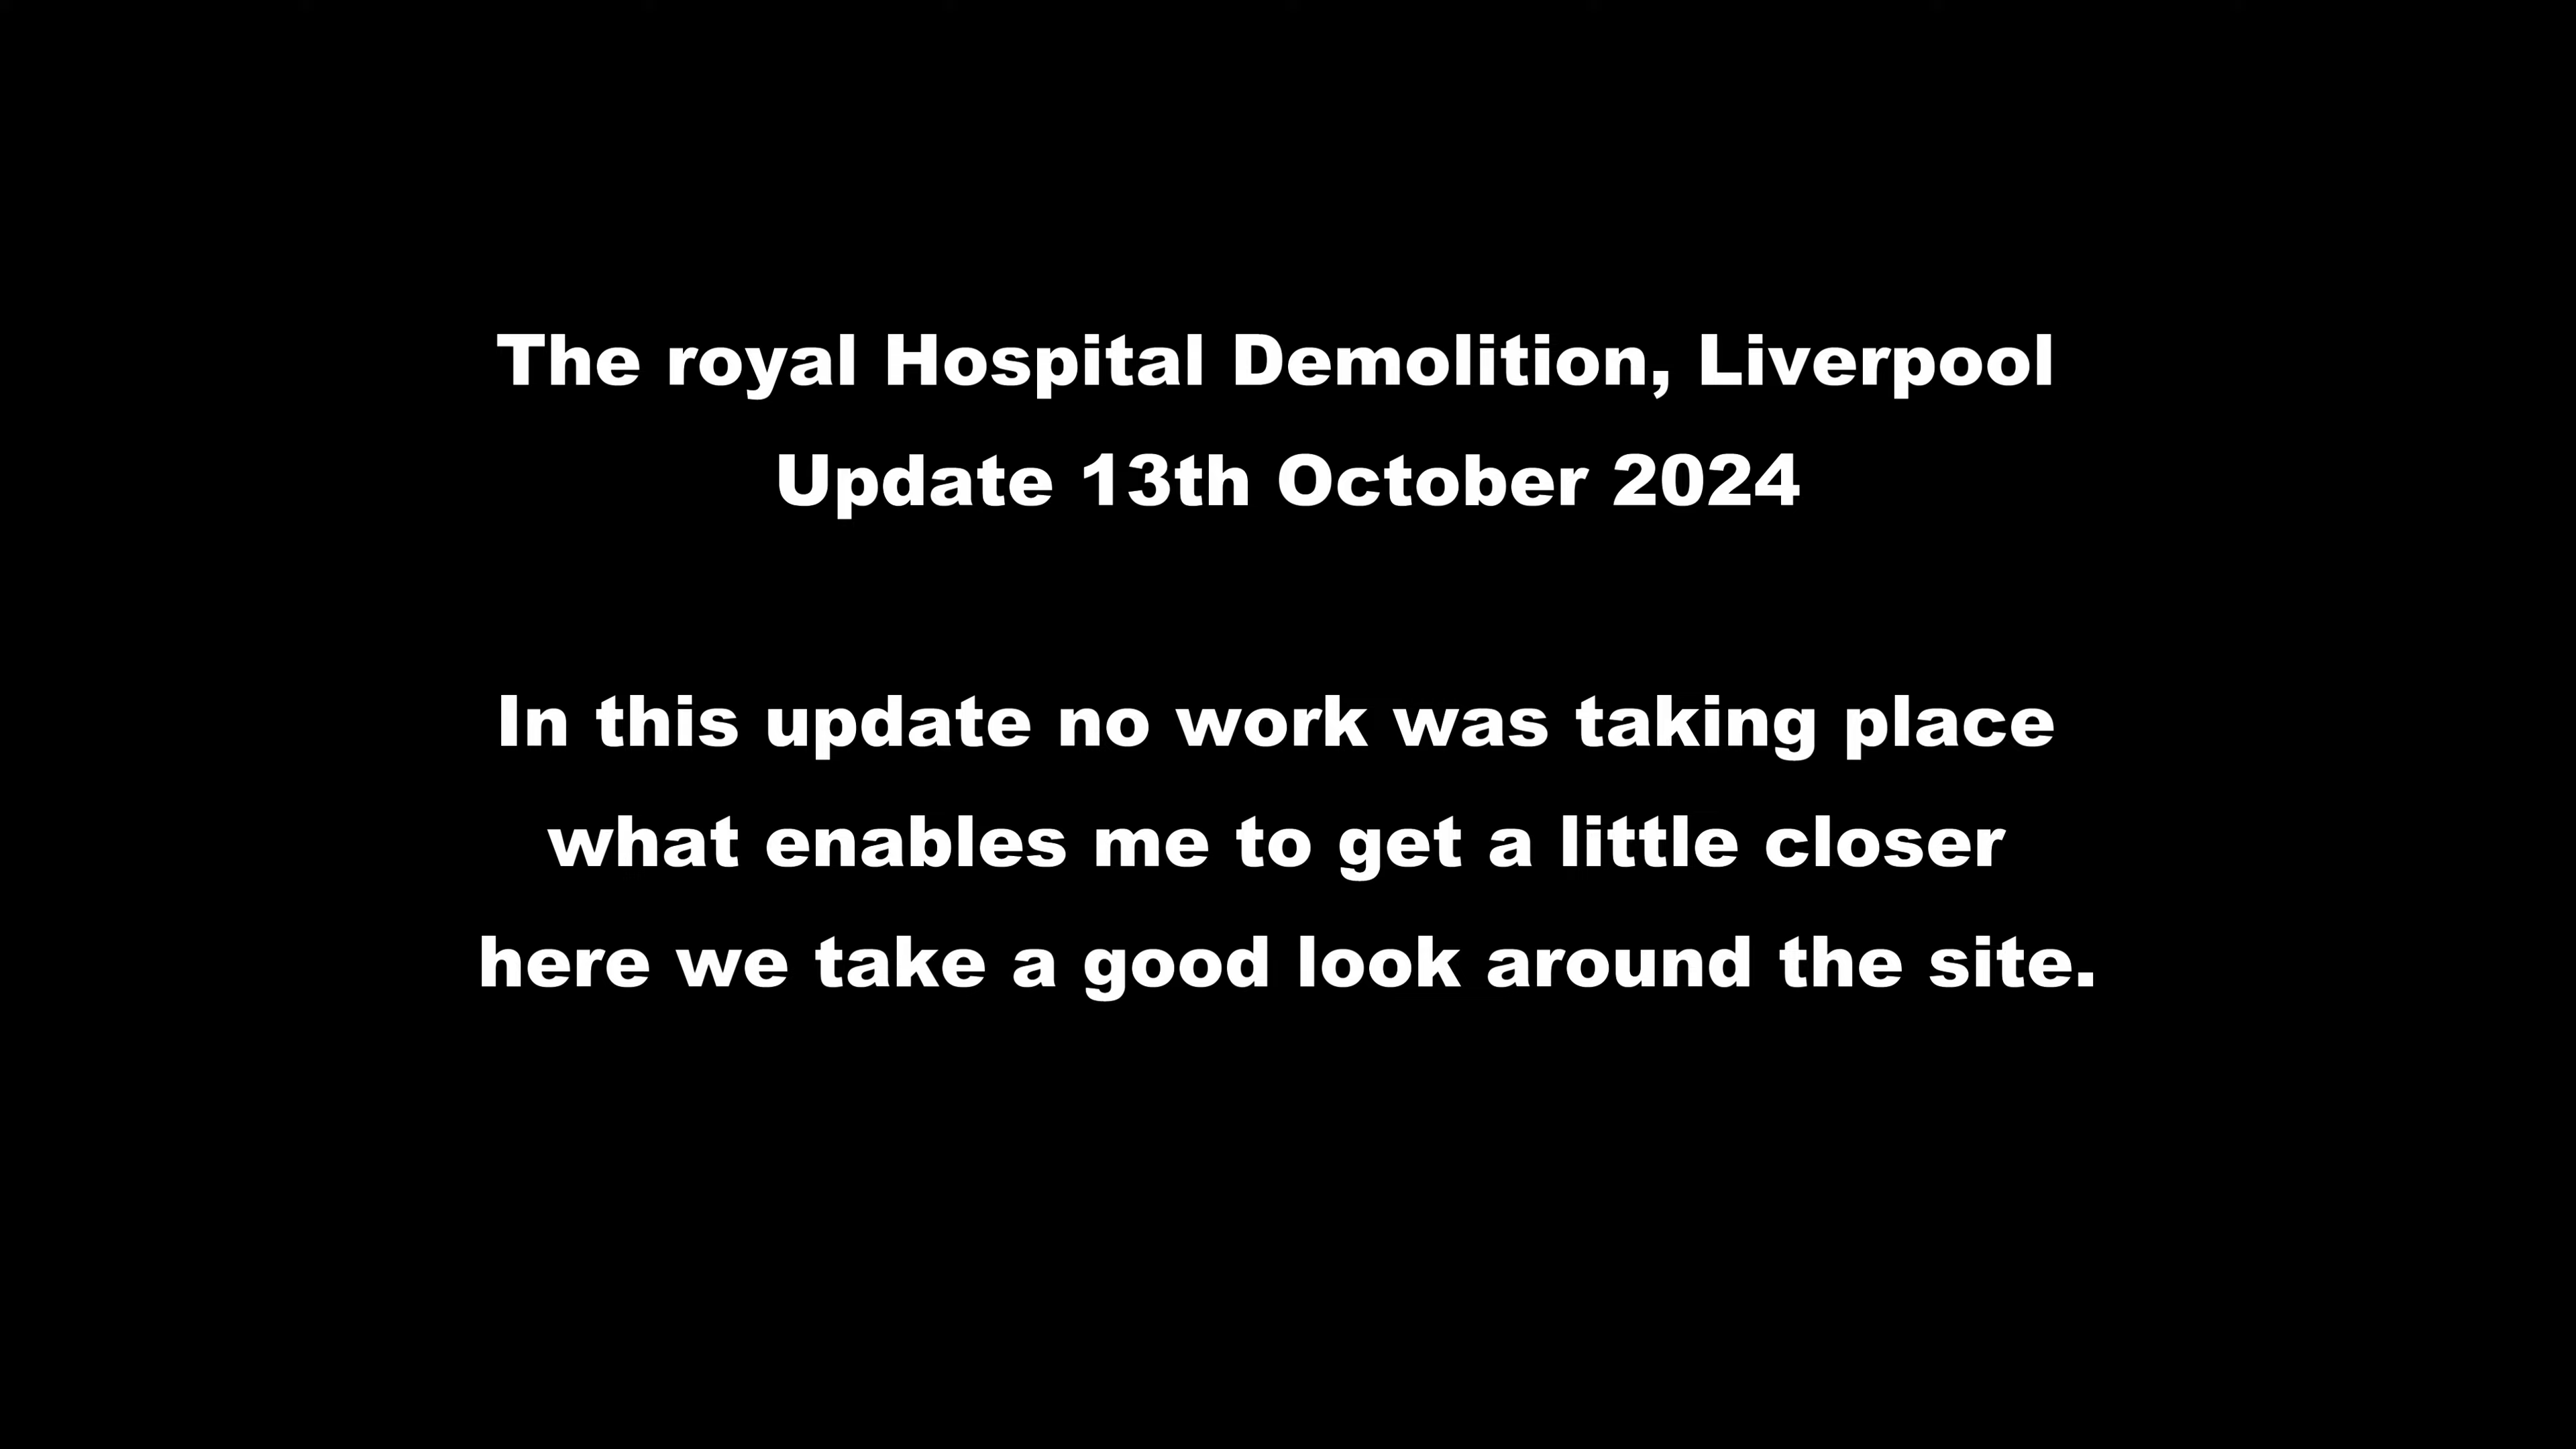 The royal Hospital Demolition, Liverpool
Update 13th October 2024
In this update no work was taking place
what enables me to get a little closer
here we take a good look around the site.